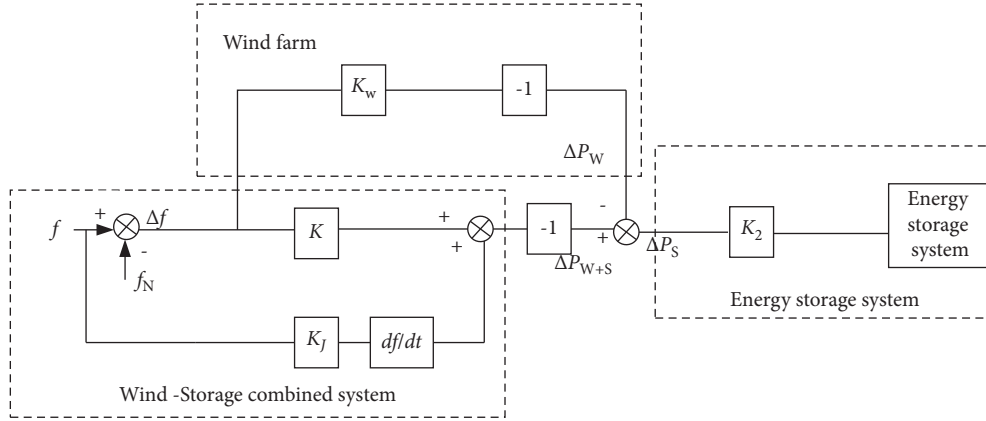 Wind farm
K_w
-1
ΔP_W
f
+
Δf
-
f_N
K
+
+
-1
ΔP_{W+S}
-
+
ΔP_S
K_2
Energy
storage
system
Energy storage system
K_J
df/dt
Wind -Storage combined system